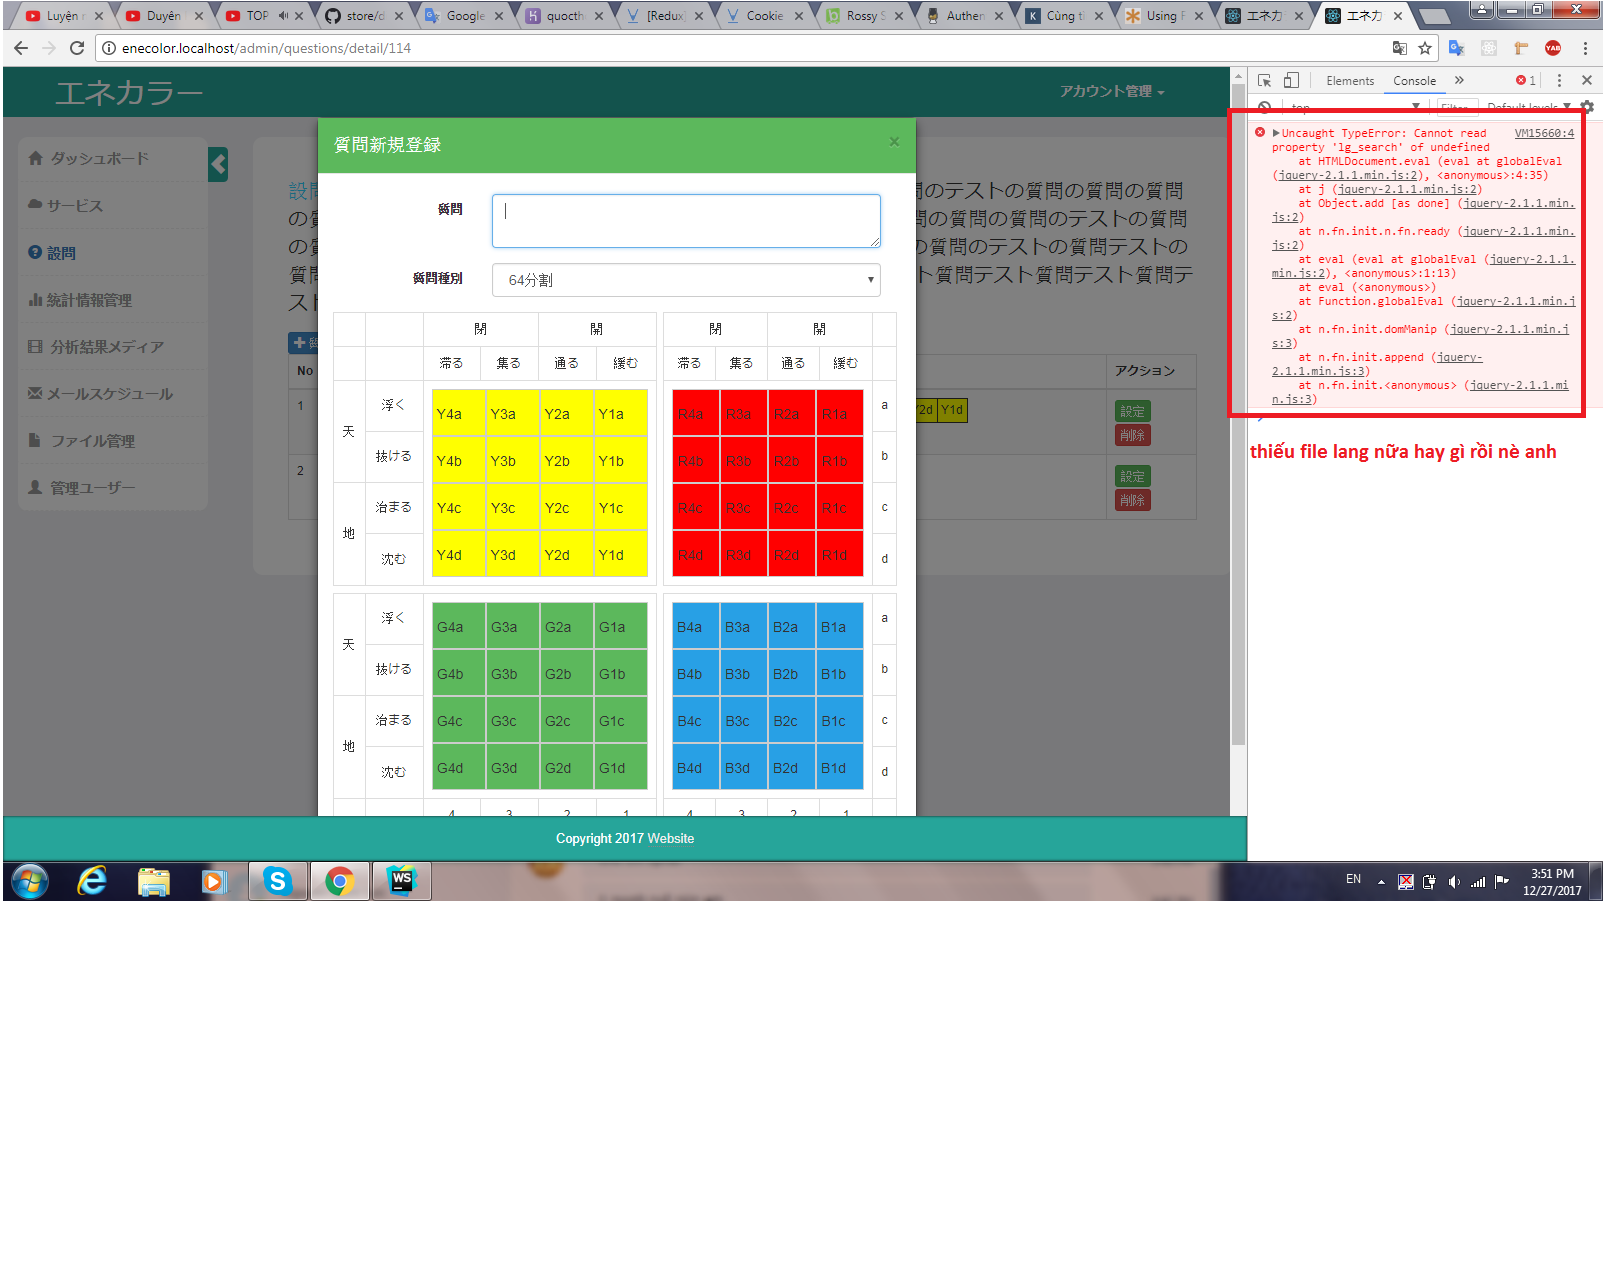 Luyện
Duyên
TOP
store/d
Google
quocth
[Redux
Cookie
Rossy S
Authen
Cùng ti
Using F
エネカ
エネカ
enecolor.localhost/admin/questions/detail/114
エネカラー
アカウント管理
Elements
Console
1
top
Filter
Default levels
ダッシュボード
サービス
設問
統計情報管理
分析結果メディア
メールスケジュール
ファイル管理
管理ユーザー
質問新規登録
×
質問
質問種別
64分割
問のテストの質問の質問の質問
の質問の質問のテストの質問
の質問のテストの質問テストの
質問テスト質問テスト質問テ
スト
No
アクション
1
Y2d Y1d
設定
削除
2
設定
削除
閉 開 閉 開
滞る 集る 通る 緩む 滞る 集る 通る 緩む
天
浮く Y4a Y3a Y2a Y1a R4a R3a R2a R1a a
抜ける Y4b Y3b Y2b Y1b R4b R3b R2b R1b b
地
治まる Y4c Y3c Y2c Y1c R4c R3c R2c R1c c
沈む Y4d Y3d Y2d Y1d R4d R3d R2d R1d d
天
浮く G4a G3a G2a G1a B4a B3a B2a B1a a
抜ける G4b G3b G2b G1b B4b B3b B2b B1b b
地
治まる G4c G3c G2c G1c B4c B3c B2c B1c c
沈む G4d G3d G2d G1d B4d B3d B2d B1d d
4 3 2 1 4 3 2 1
Uncaught TypeError: Cannot read VM15660:4
property 'lg_search' of undefined
at HTMLDocument.eval (eval at globalEval
(jquery-2.1.1.min.js:2), <anonymous>:4:35)
at j (jquery-2.1.1.min.js:2)
at Object.add [as done] (jquery-2.1.1.min.
js:2)
at n.fn.init.n.fn.ready (jquery-2.1.1.min.
js:2)
at eval (eval at globalEval (jquery-2.1.1.
min.js:2), <anonymous>:1:13)
at eval (<anonymous>)
at Function.globalEval (jquery-2.1.1.min.j
s:2)
at n.fn.init.domManip (jquery-2.1.1.min.j
s:3)
at n.fn.init.append (jquery-
2.1.1.min.js:3)
at n.fn.init.<anonymous> (jquery-2.1.1.mi
n.js:3)
thiếu file lang nữa hay gì rồi nè anh
Copyright 2017 Website
EN
3:51 PM
12/27/2017